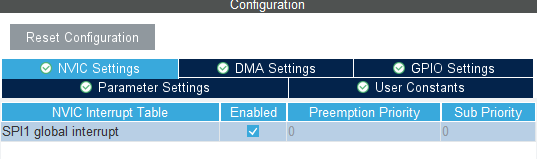 Configuration
Reset Configuration
NVIC Settings DMA Settings GPIO Settings
Parameter Settings User Constants
NVIC Interrupt Table Enabled Preemption Priority Sub Priority
SPI1 global interrupt 0 0